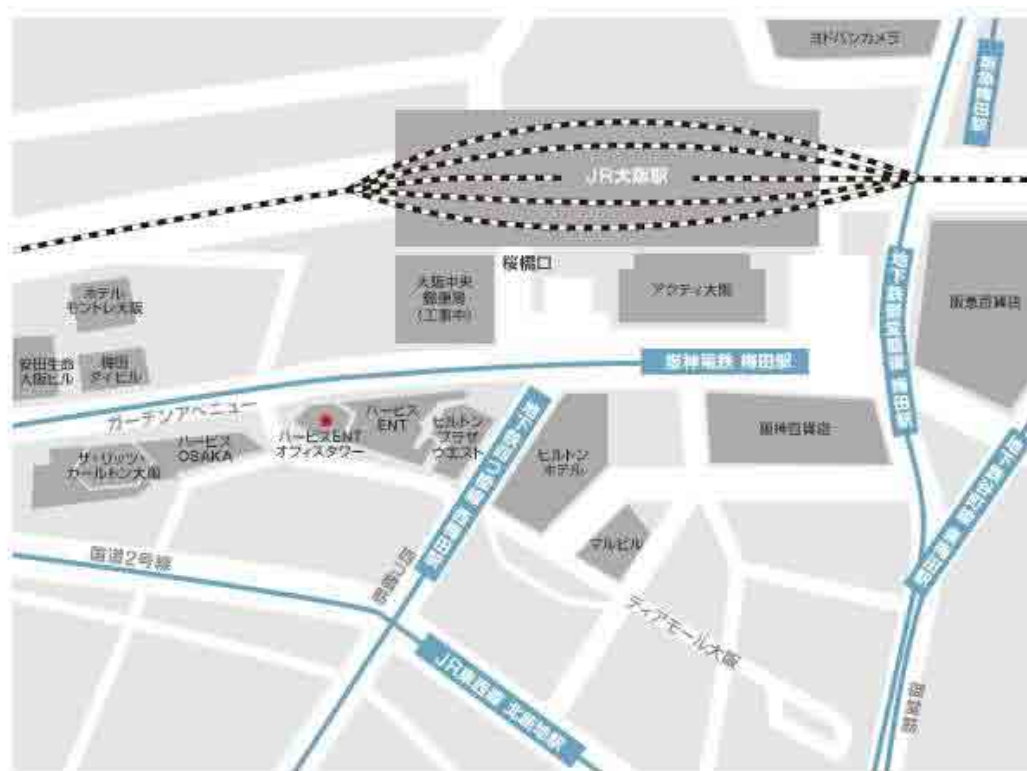 ヨドバシカメラ
阪急梅田駅
JR大阪駅
桜橋口
大阪中央
郵便局
(工事中)
アクティ大阪
地下鉄御堂筋線 梅田駅
阪急百貨店
ホテル
モントレ大阪
安田生命
大阪ビル
梅田
ダイビル
阪神電鉄 梅田駅
ガーデンアベニュー
ハービス
ENT
ハービスENT
オフィスタワー
ヒルトン
プラザ
ウエスト
地下鉄四つ橋線 西梅田駅
ヒルトン
ホテル
阪神百貨店
ハービス
OSAKA
ザ・リッツ・
カールトン大阪
地下鉄谷町線 東梅田駅
マルビル
国道2号線
四つ橋筋
ディアモール大阪
JR東西線 北新地駅
御堂筋